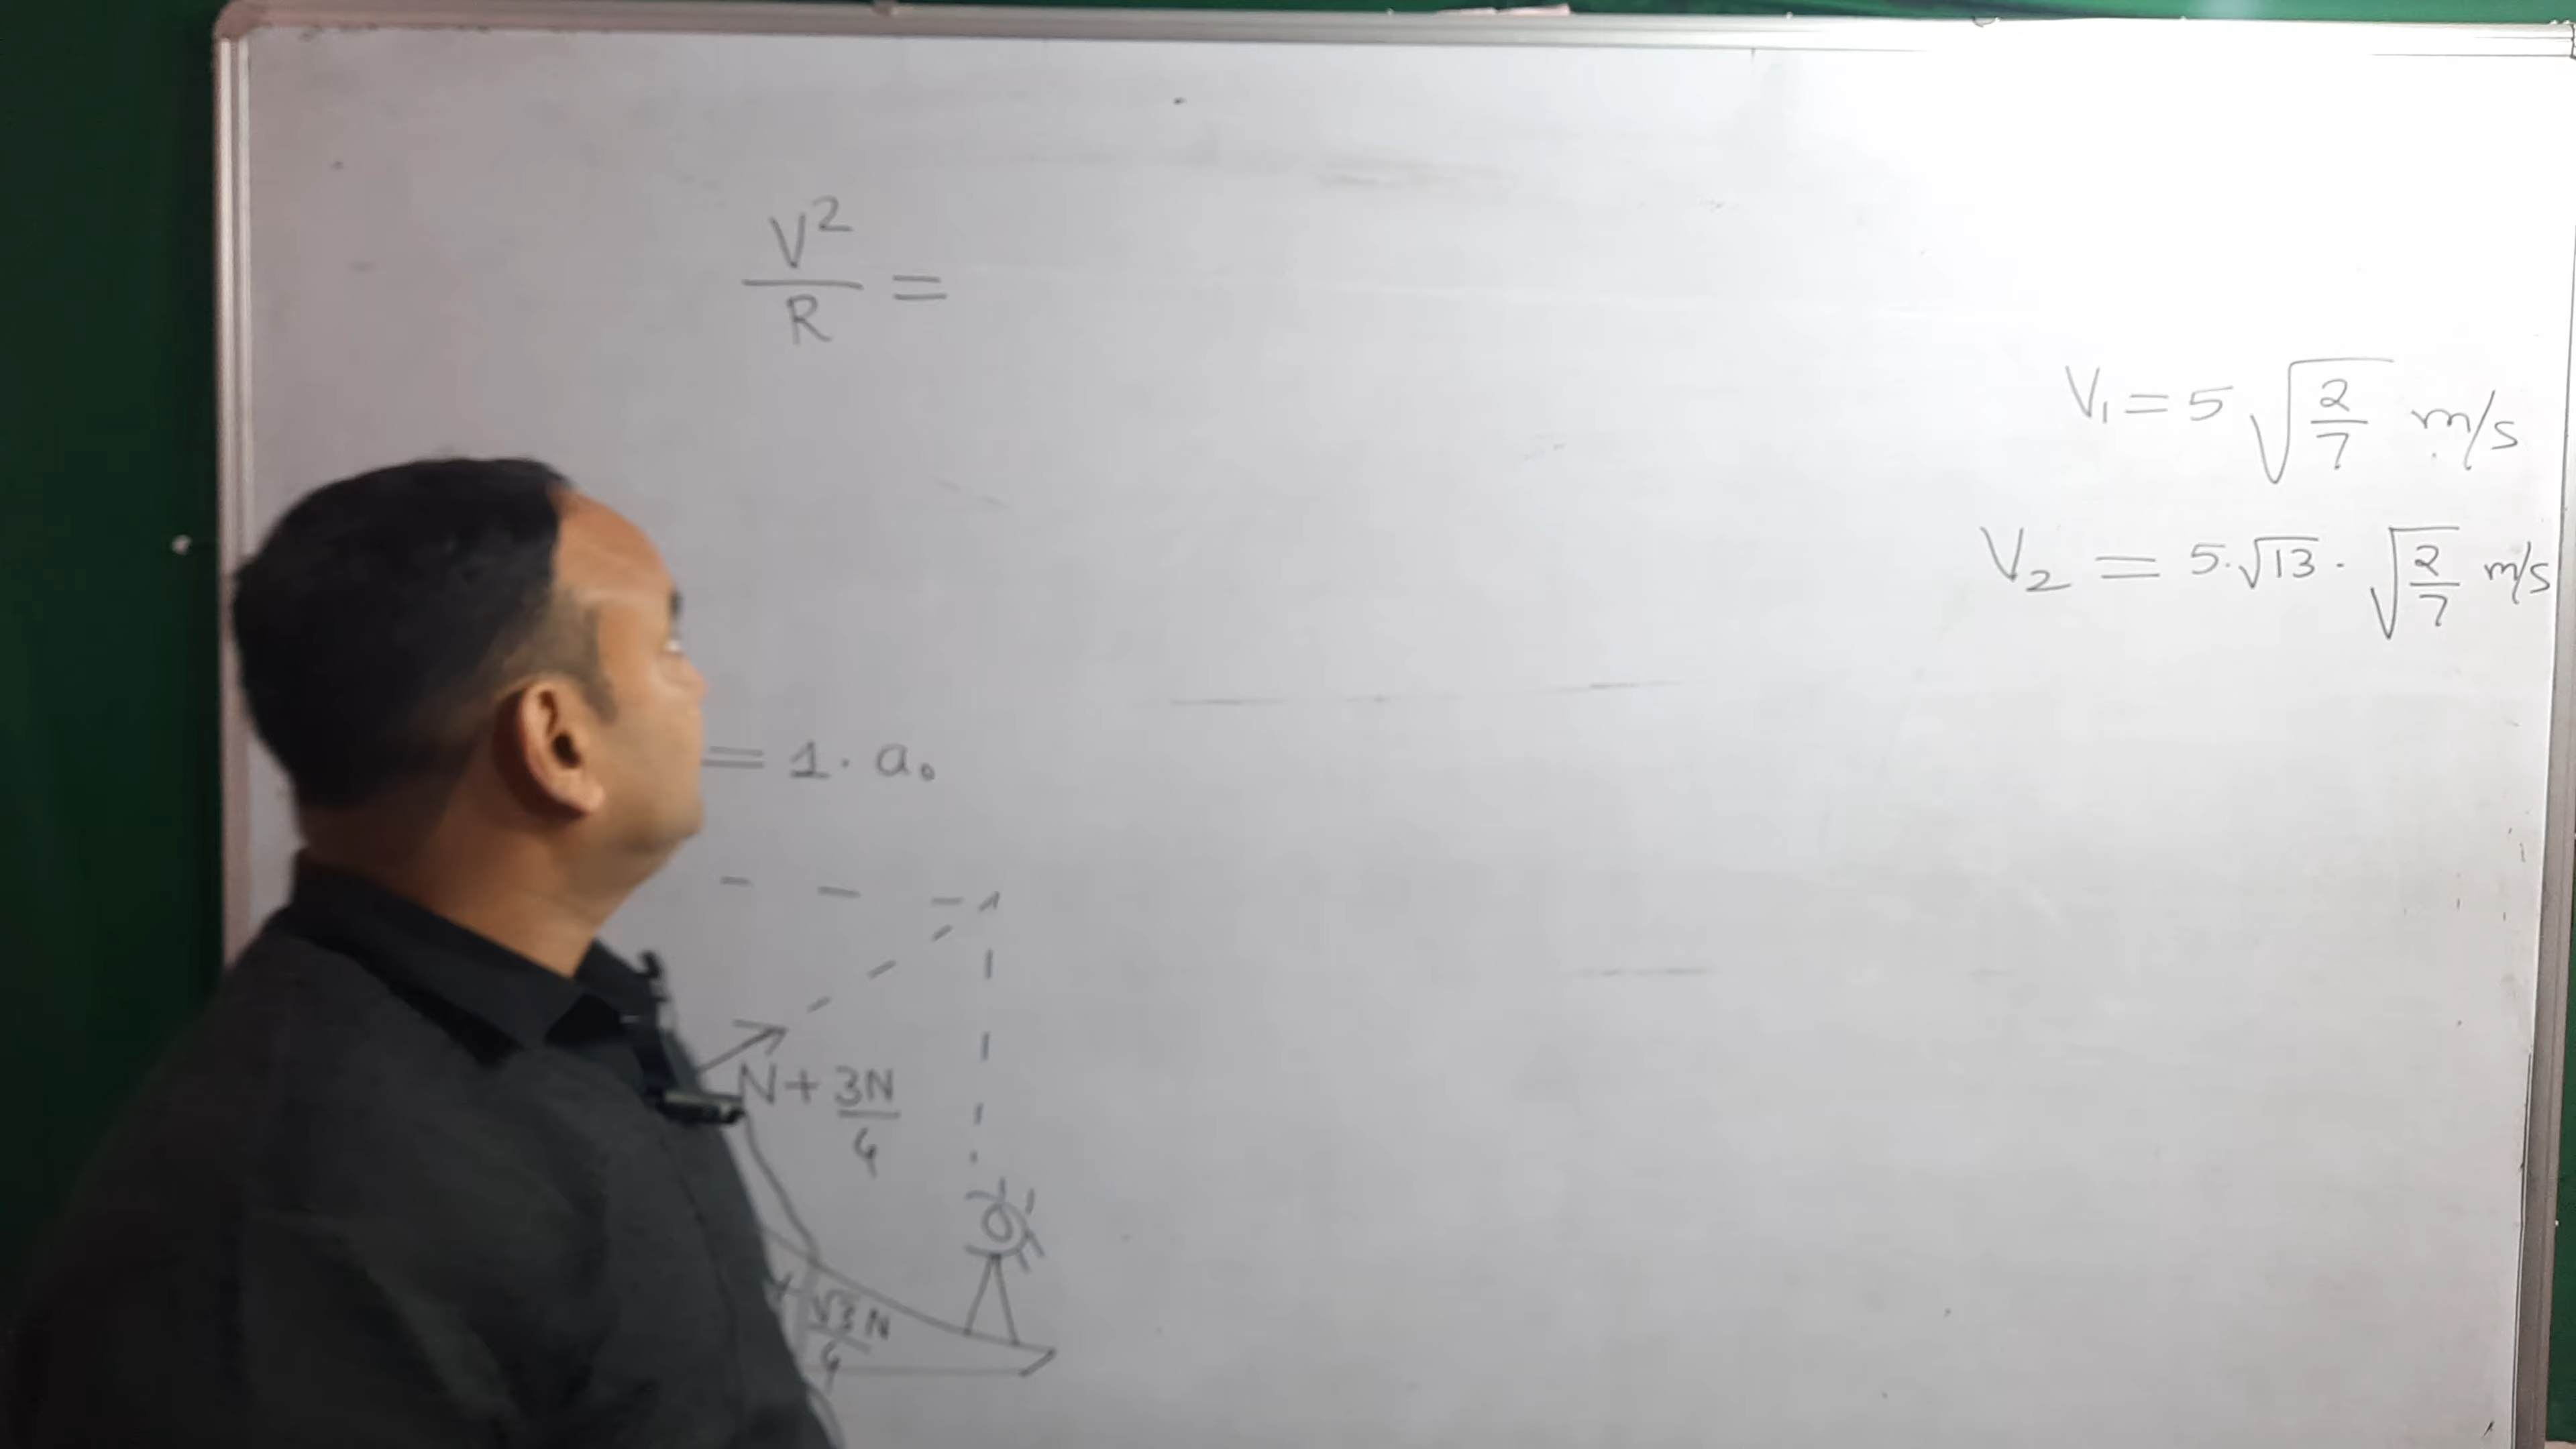 V²/R =
V₁ = 5 √(2/7) m/s
V₂ = 5.√13 . √(2/7) m/s
= 1. a₀
N + 3N/4
+ √3N/4